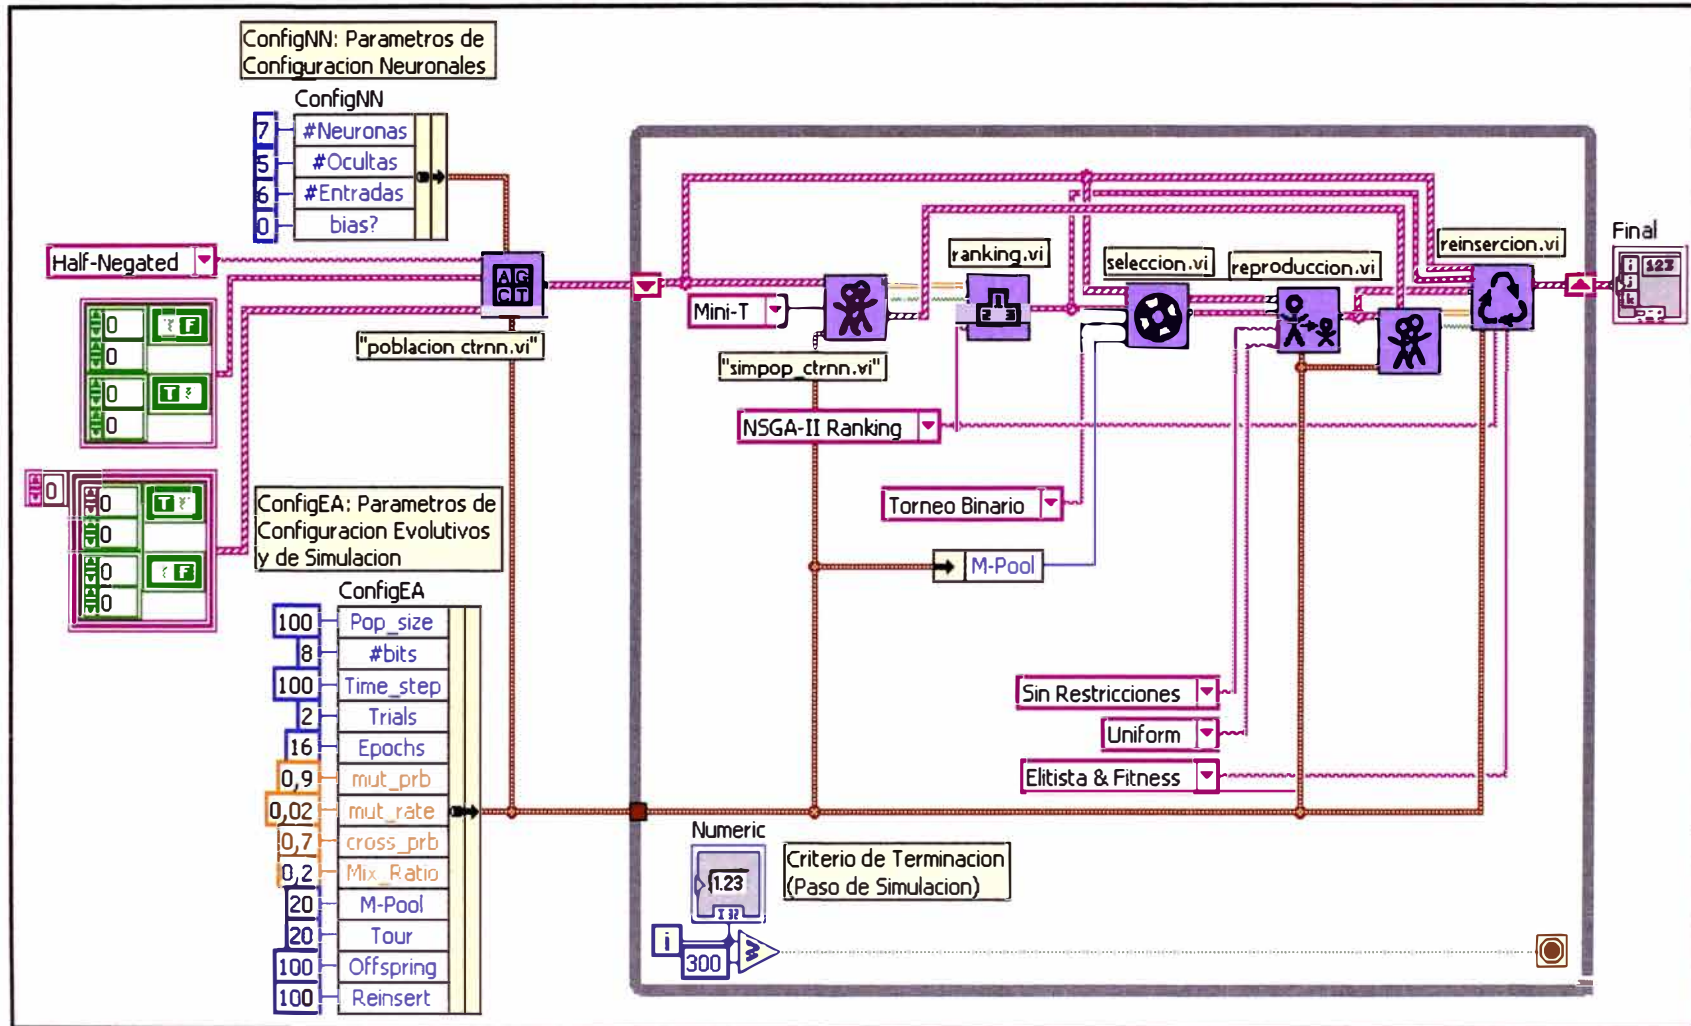 ConfigNN: Parametros de
Configuracion Neuronales
ConfigNN
7 #Neuronas
5 #Ocultas
6 #Entradas
0 bias?
Half-Negated
A G
C T
"poblacion ctrnn.vi"
0 F
0
0 T
0
0
0 T
0
0 F
0
ConfigEA: Parametros de
Configuracion Evolutivos
y de Simulacion
ConfigEA
100 Pop_size
8 #bits
100 Time_step
2 Trials
16 Epochs
0,9 mut_prb
0,02 mut_rate
0,7 cross_prb
0,2 Mix_Ratio
20 M-Pool
20 Tour
100 Offspring
100 Reinsert
Mini-T
"simpop_ctrnn.vi"
ranking.vi
seleccion.vi
reproduccion.vi
reinsercion.vi
Final
i
j
k
123
NSGA-II Ranking
Torneo Binario
M-Pool
Sin Restricciones
Uniform
Elitista & Fitness
Numeric
1.23
I 32
Criterio de Terminacion
(Paso de Simulacion)
i
300